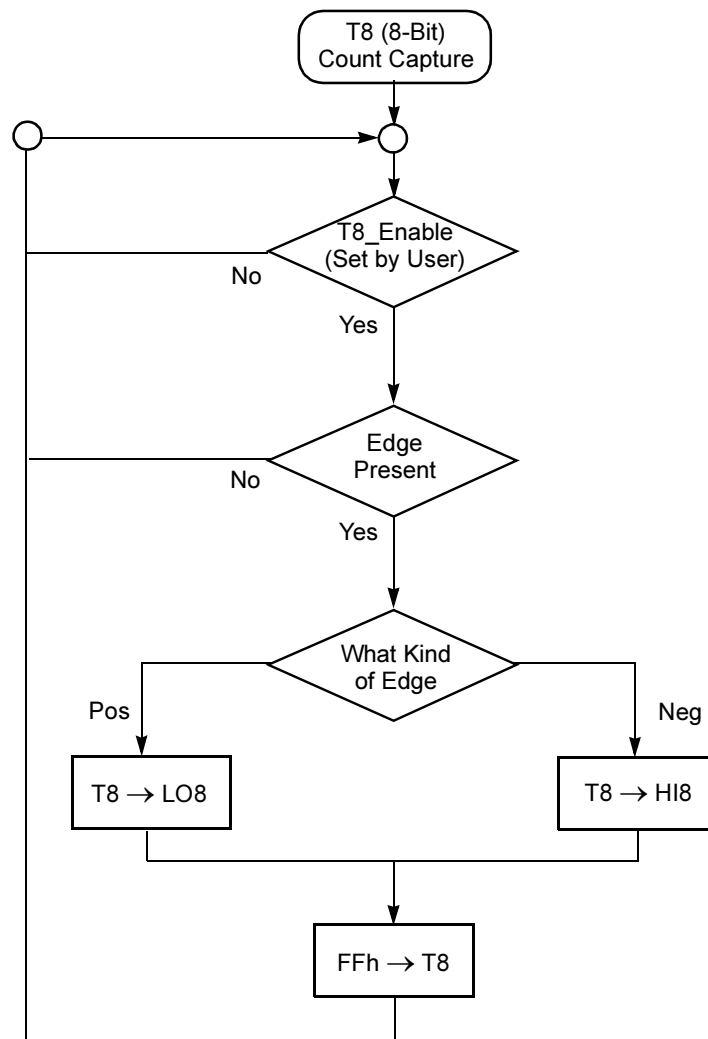 T8 (8-Bit)
Count Capture
T8_Enable
(Set by User)
No
Yes
Edge
Present
No
Yes
What Kind
of Edge
Pos
Neg
T8 → LO8
T8 → HI8
FFh → T8